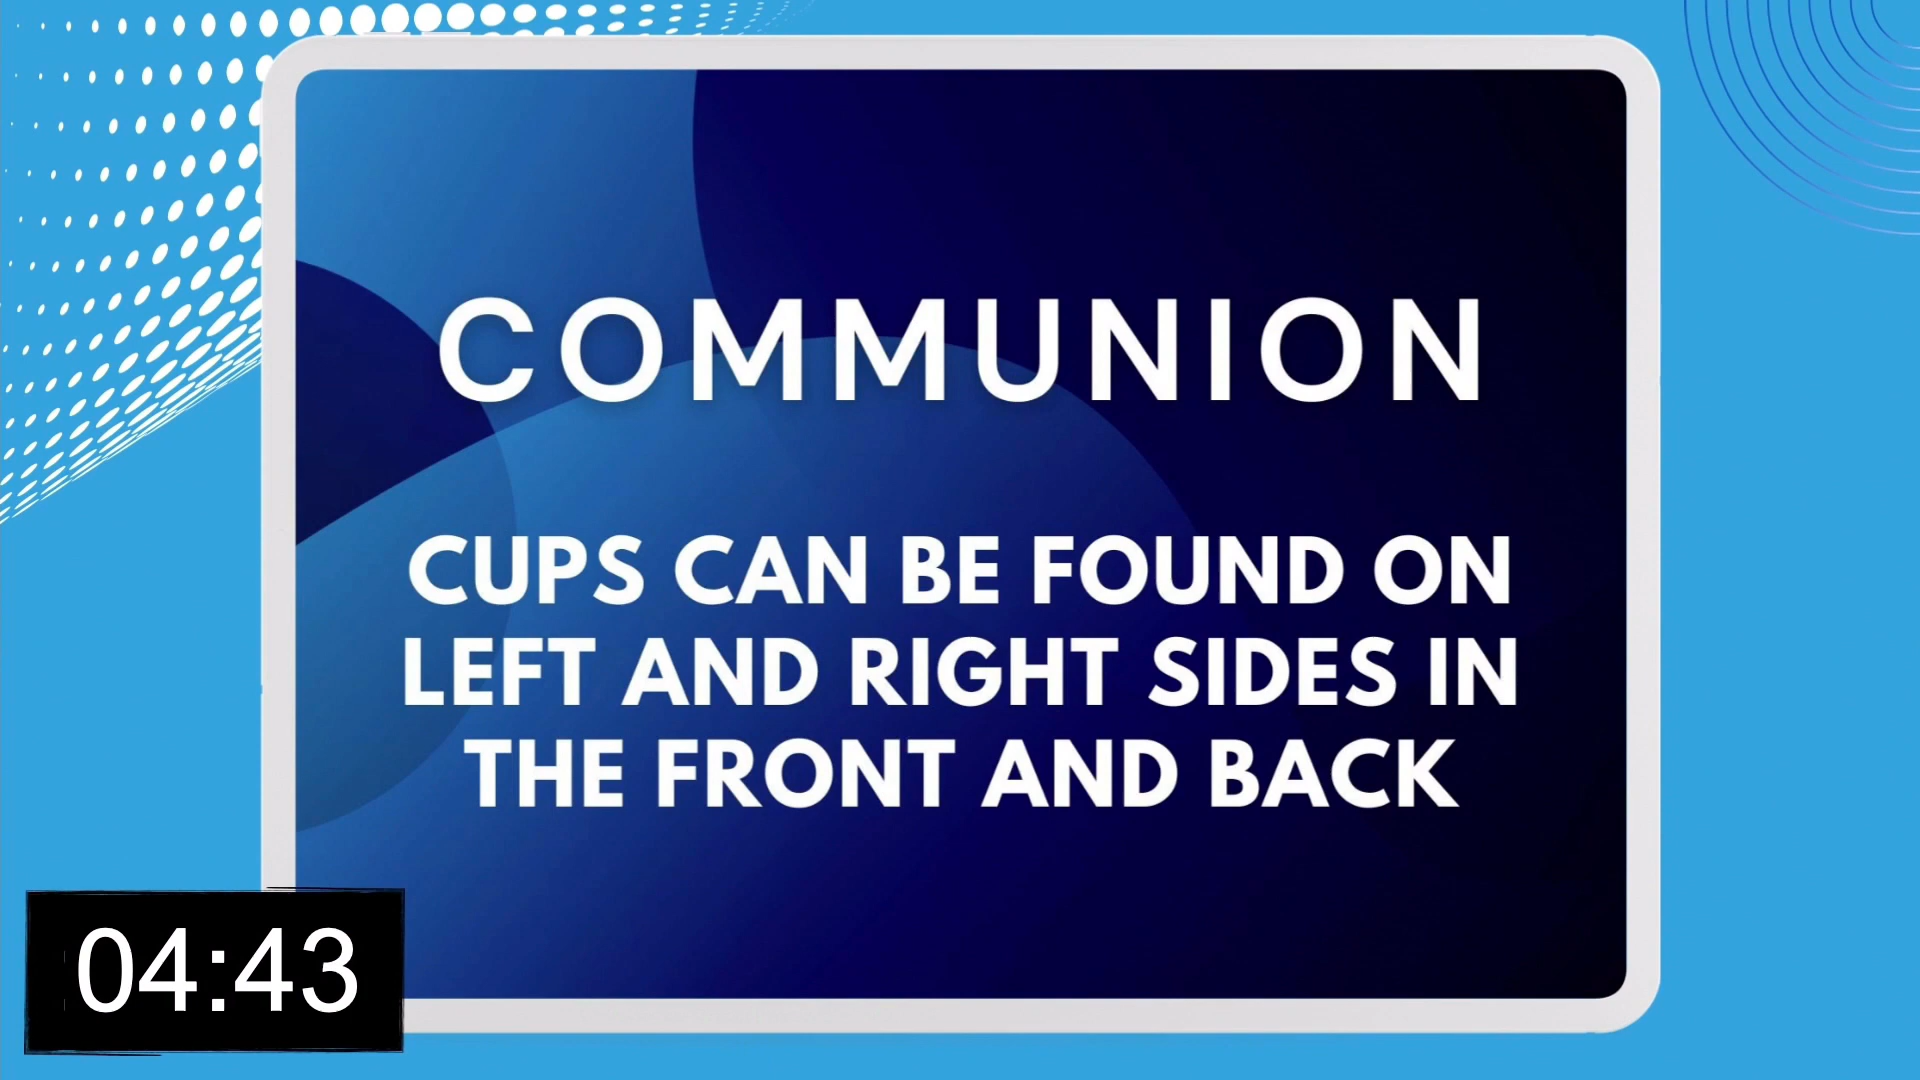 COMMUNION
CUPS CAN BE FOUND ON
LEFT AND RIGHT SIDES IN
THE FRONT AND BACK
04:43